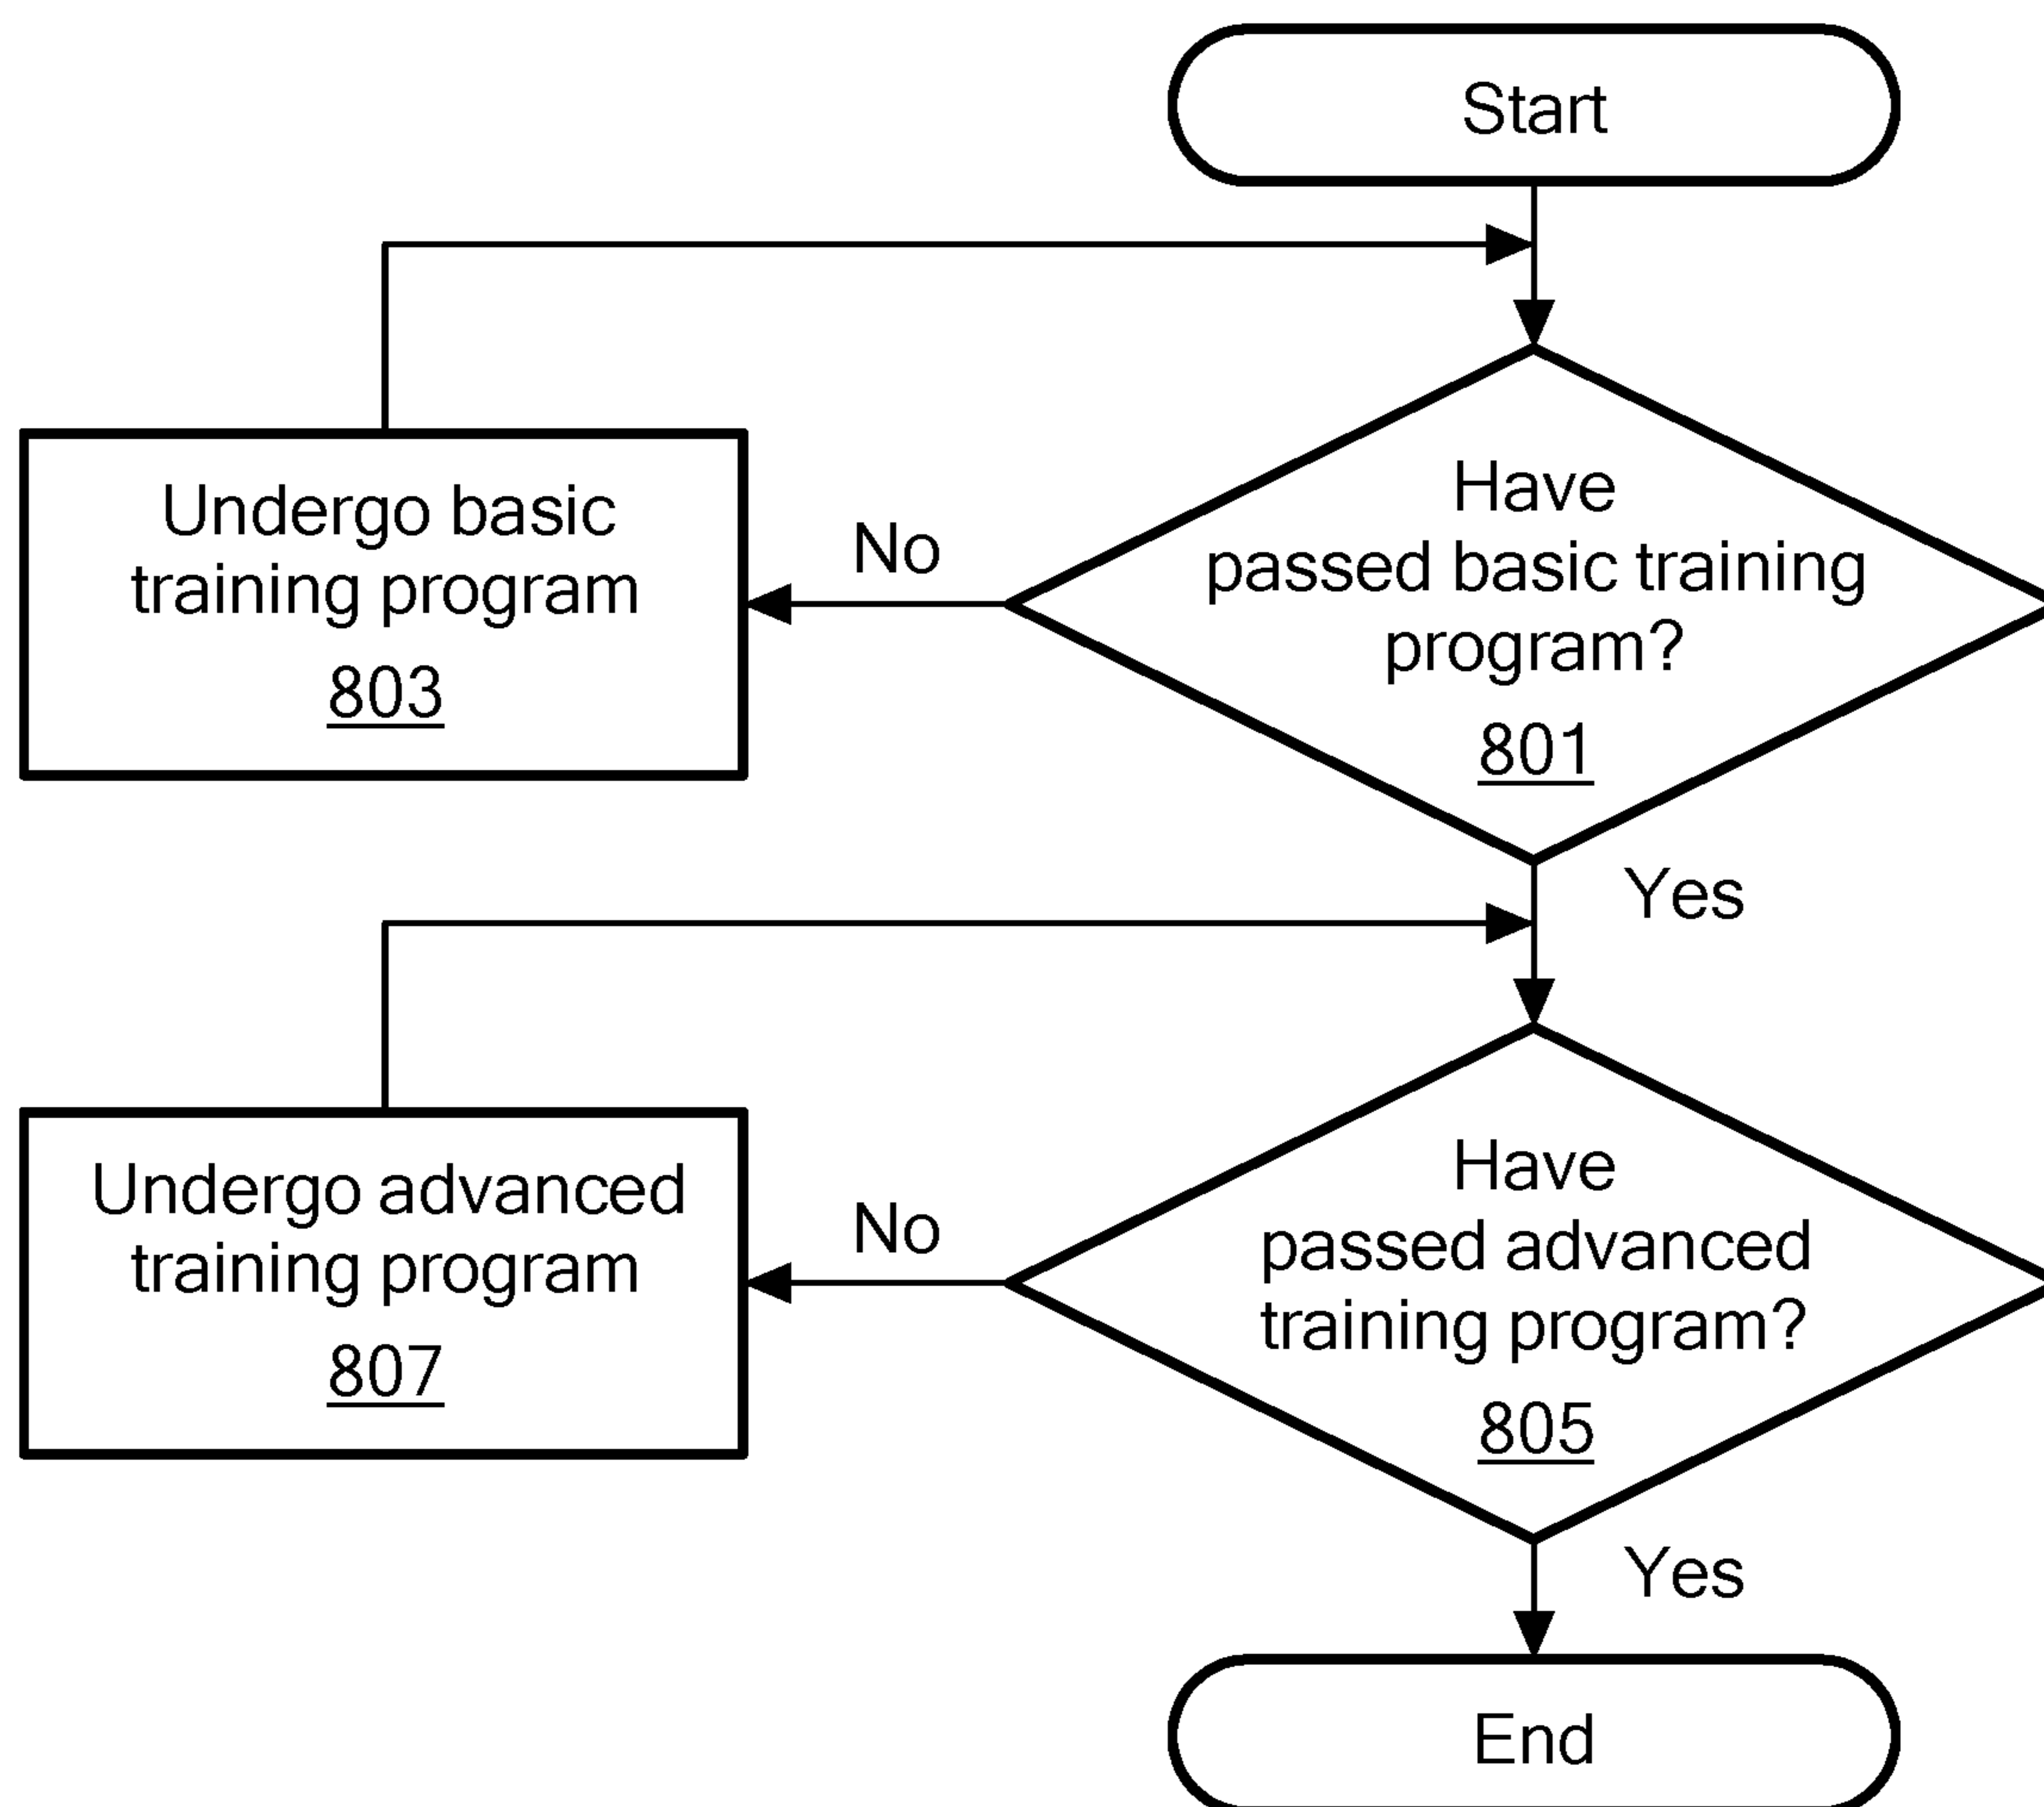 Start
Have
passed basic training
program?
801
No
Undergo basic
training program
803
Yes
Have
passed advanced
training program?
805
No
Undergo advanced
training program
807
Yes
End